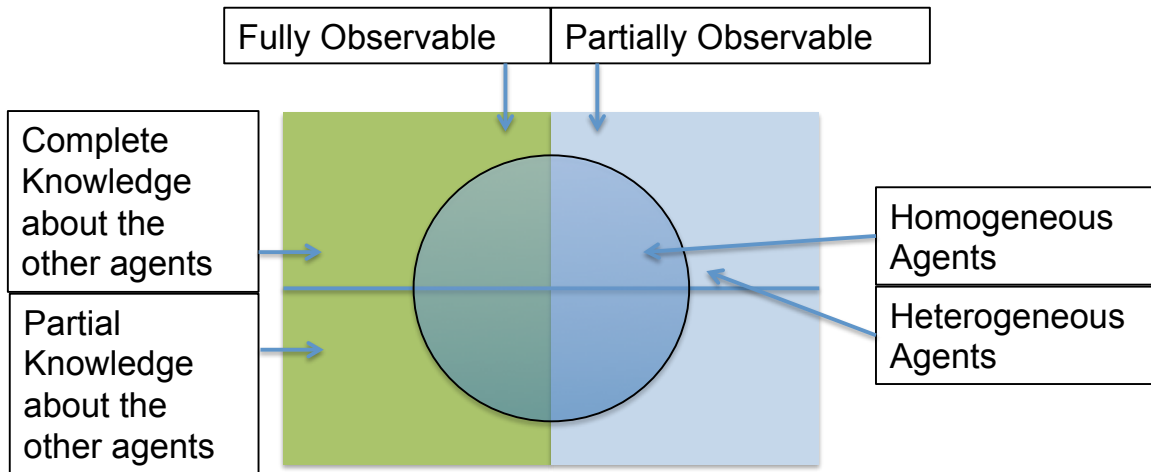 Fully Observable
Partially Observable
Complete
Knowledge
about the
other agents
Partial
Knowledge
about the
other agents
Homogeneous
Agents
Heterogeneous
Agents